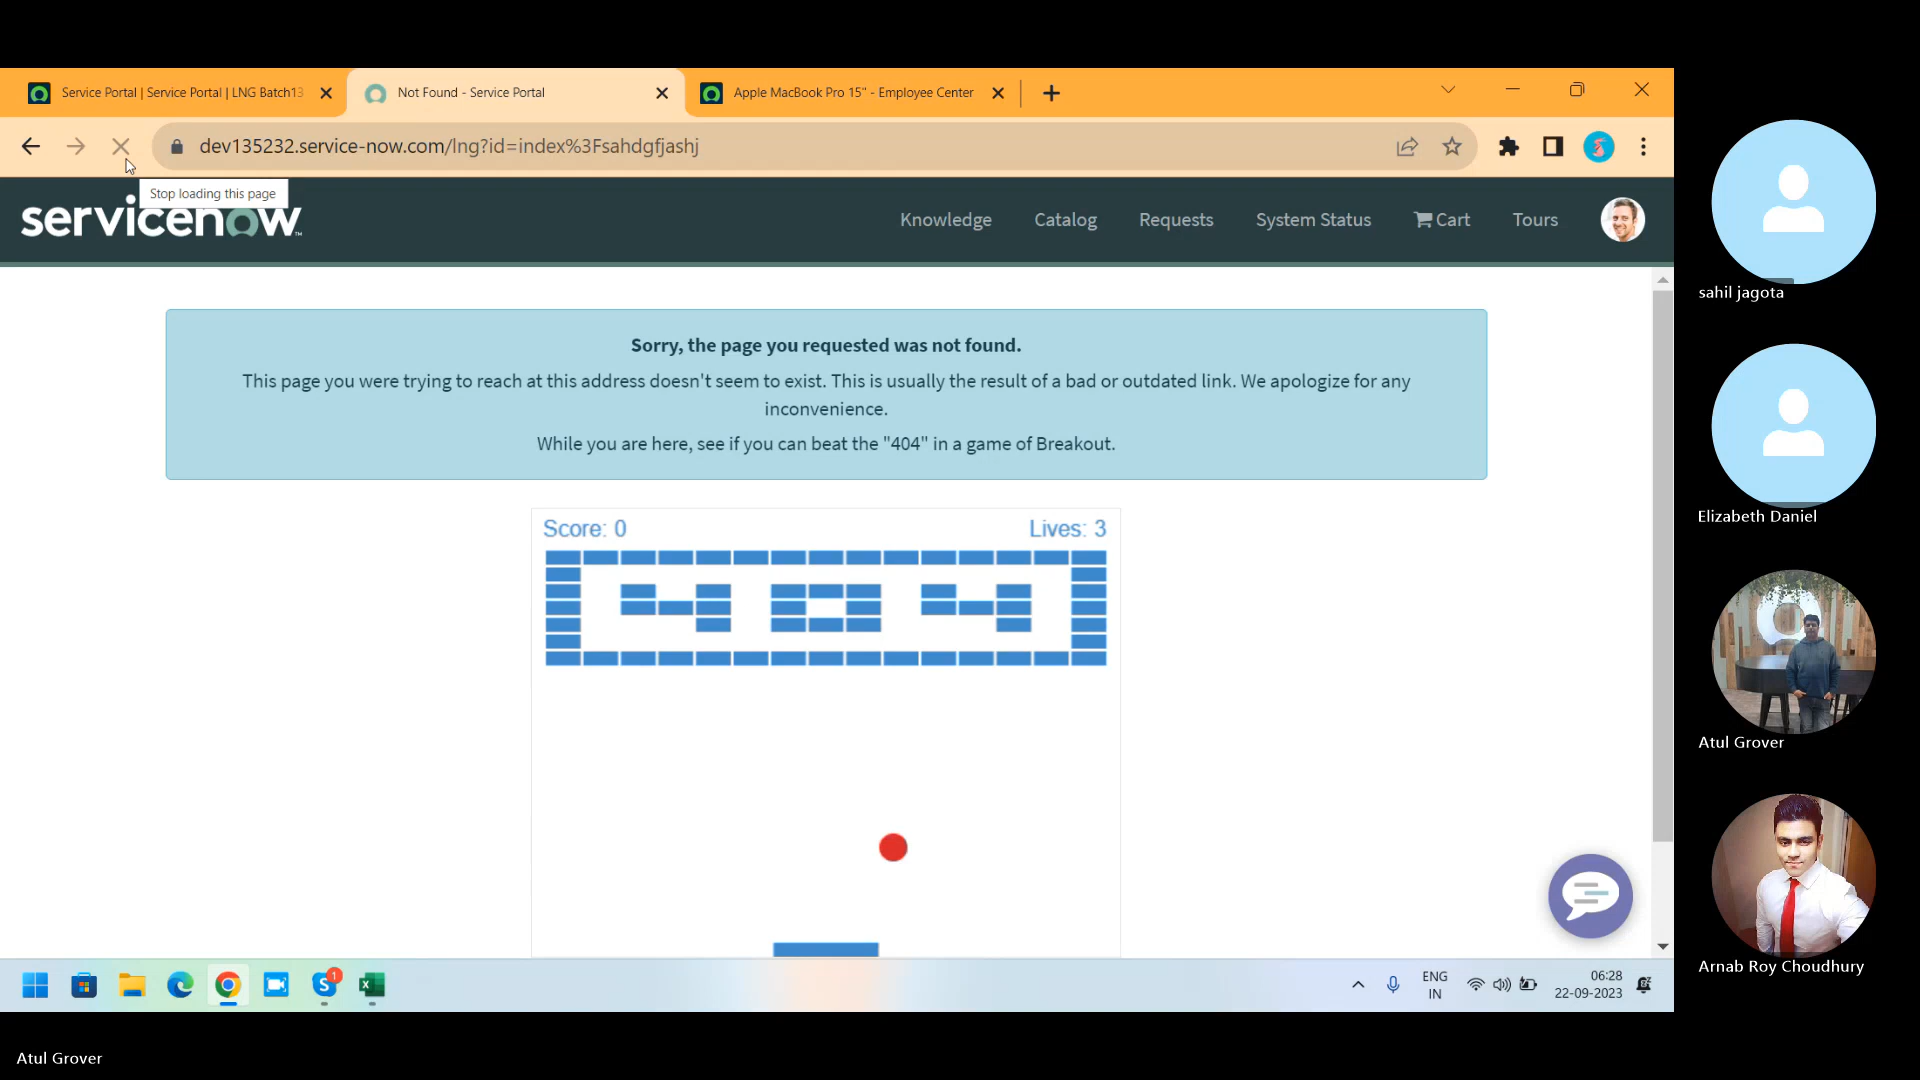 Service Portal | Service Portal | LNG Batch13
Not Found - Service Portal
Apple MacBook Pro 15" - Employee Center
dev135232.service-now.com/lng?id=index%3Fsahdgfjashj
Stop loading this page
servicenow
Knowledge
Catalog
Requests
System Status
Cart
Tours
Sorry, the page you requested was not found.
This page you were trying to reach at this address doesn't seem to exist. This is usually the result of a bad or outdated link. We apologize for any
inconvenience.
While you are here, see if you can beat the "404" in a game of Breakout.
Score: 0
Lives: 3
404
sahil jagota
Elizabeth Daniel
Atul Grover
Arnab Roy Choudhury
S
1
ENG
IN
06:28
22-09-2023
Atul Grover